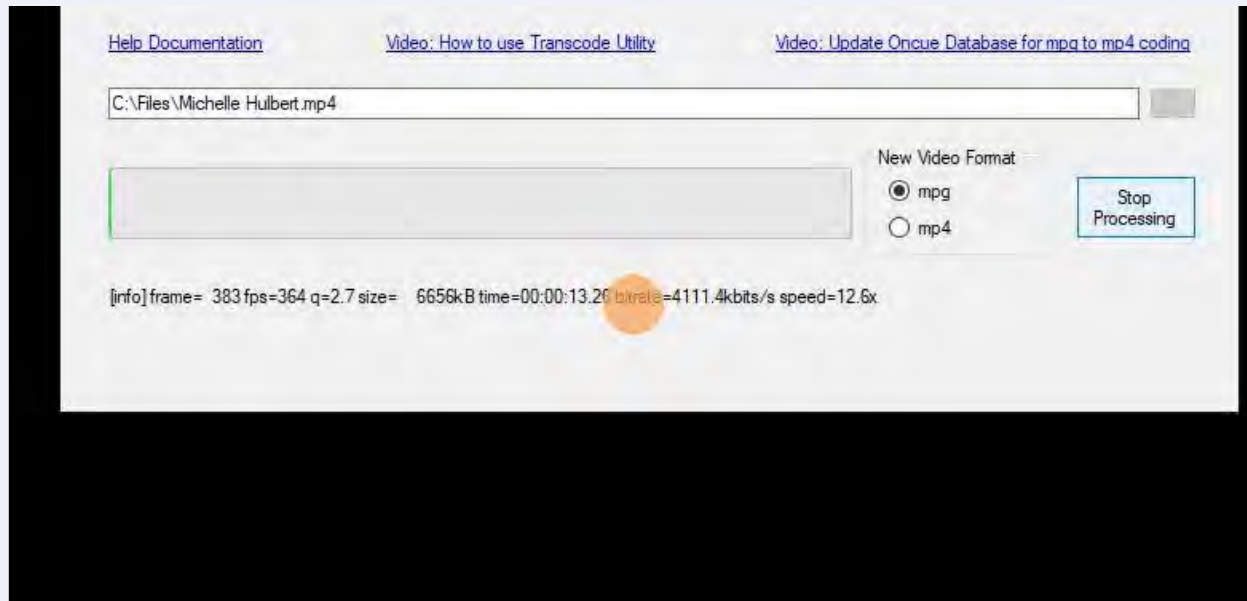 Help Documentation Video: How to use Transcode Utility Video: Update Oncue Database for mpg to mp4 coding
C:\Files\Michelle Hulbert.mp4
New Video Format
mpg
mp4
Stop
Processing
[info] frame= 383 fps=364 q=2.7 size= 6656kB time=00:00:13.26 bitrate=4111.4kbits/s speed=12.6x